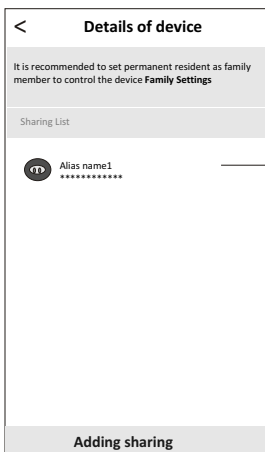 < Details of device
It is recommended to set permanent resident as family
member to control the device Family Settings
Sharing List
Alias name1
************
Adding sharing